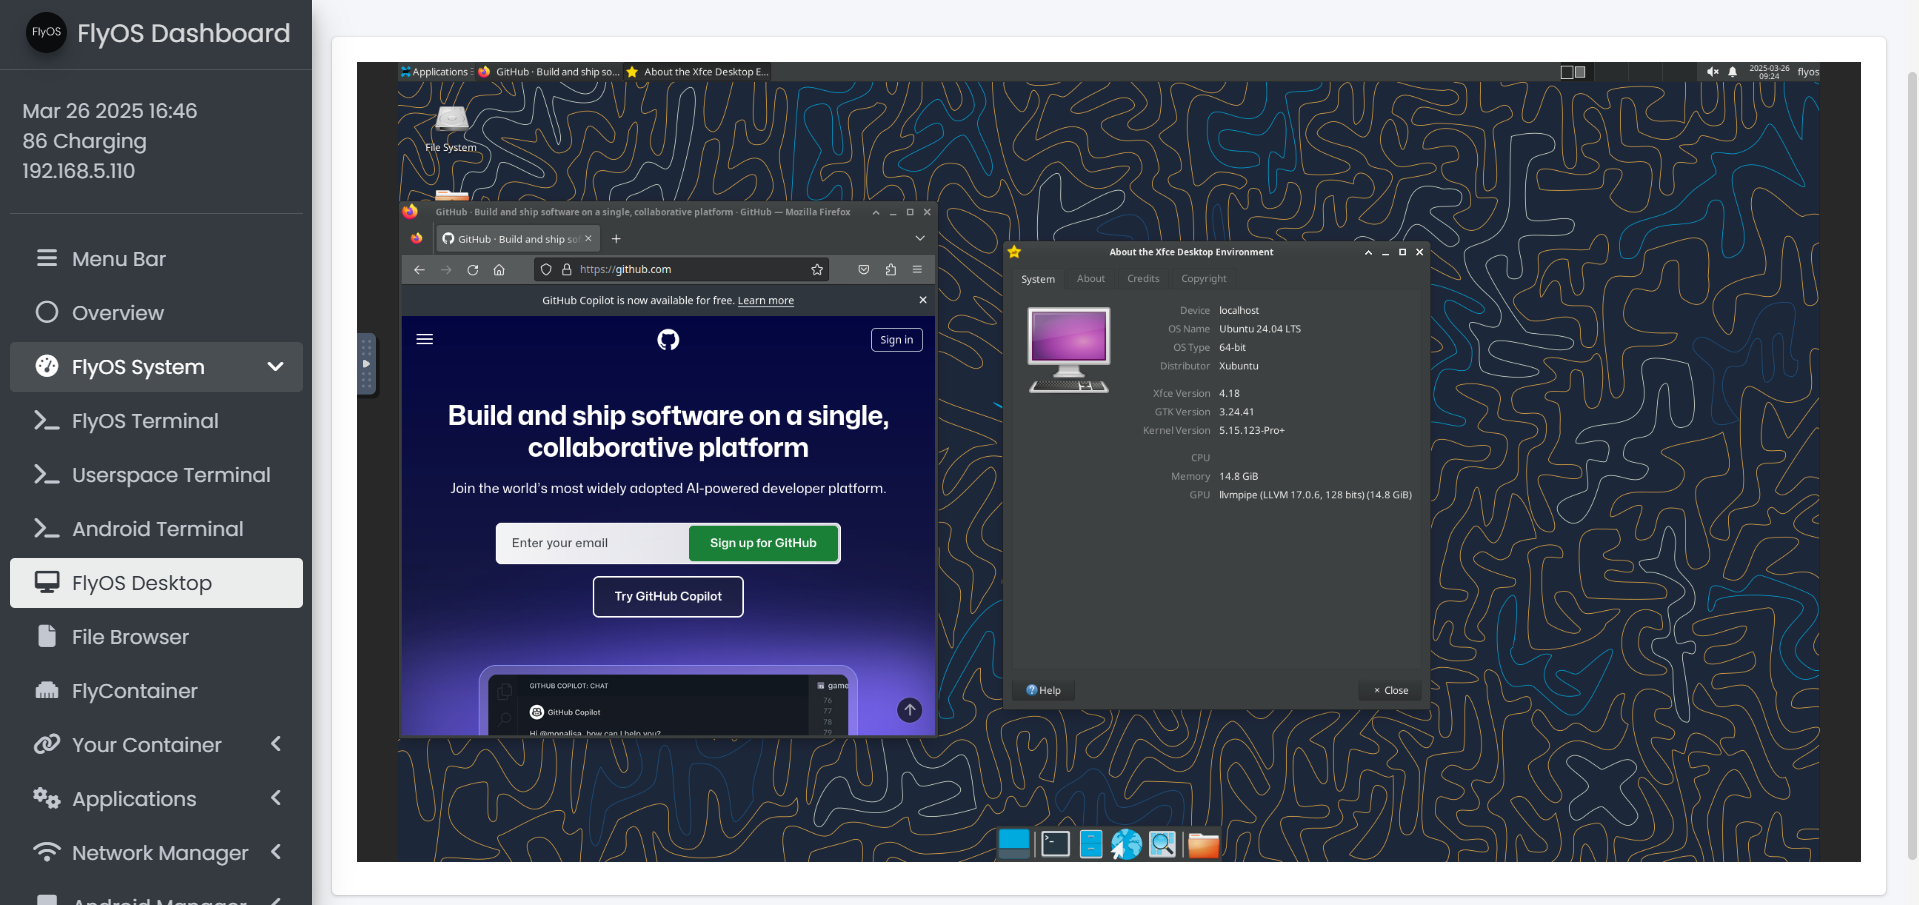 FlyOS
FlyOS Dashboard
Mar 26 2025 16:46
86 Charging
192.168.5.110
Menu Bar
Overview
FlyOS System
FlyOS Terminal
Userspace Terminal
Android Terminal
FlyOS Desktop
File Browser
FlyContainer
Your Container
Applications
Network Manager
Android Manager
Applications
GitHub · Build and ship so...
About the Xfce Desktop E...
2025-03-26
09:24
flyos
File System
GitHub · Build and ship software on a single, collaborative platform · GitHub — Mozilla Firefox
GitHub · Build and ship sof
https://github.com
GitHub Copilot is now available for free. Learn more
Sign in
Build and ship software on a single,
collaborative platform
Join the world's most widely adopted AI-powered developer platform.
Enter your email
Sign up for GitHub
Try GitHub Copilot
GITHUB COPILOT: CHAT
game
GitHub Copilot
Hi @monalisa, how can I help you?
76
77
78
79
About the Xfce Desktop Environment
System
About
Credits
Copyright
Device localhost
OS Name Ubuntu 24.04 LTS
OS Type 64-bit
Distributor Xubuntu
Xfce Version 4.18
GTK Version 3.24.41
Kernel Version 5.15.123-Pro+
CPU
Memory 14.8 GiB
GPU llvmpipe (LLVM 17.0.6, 128 bits) (14.8 GiB)
Help
Close